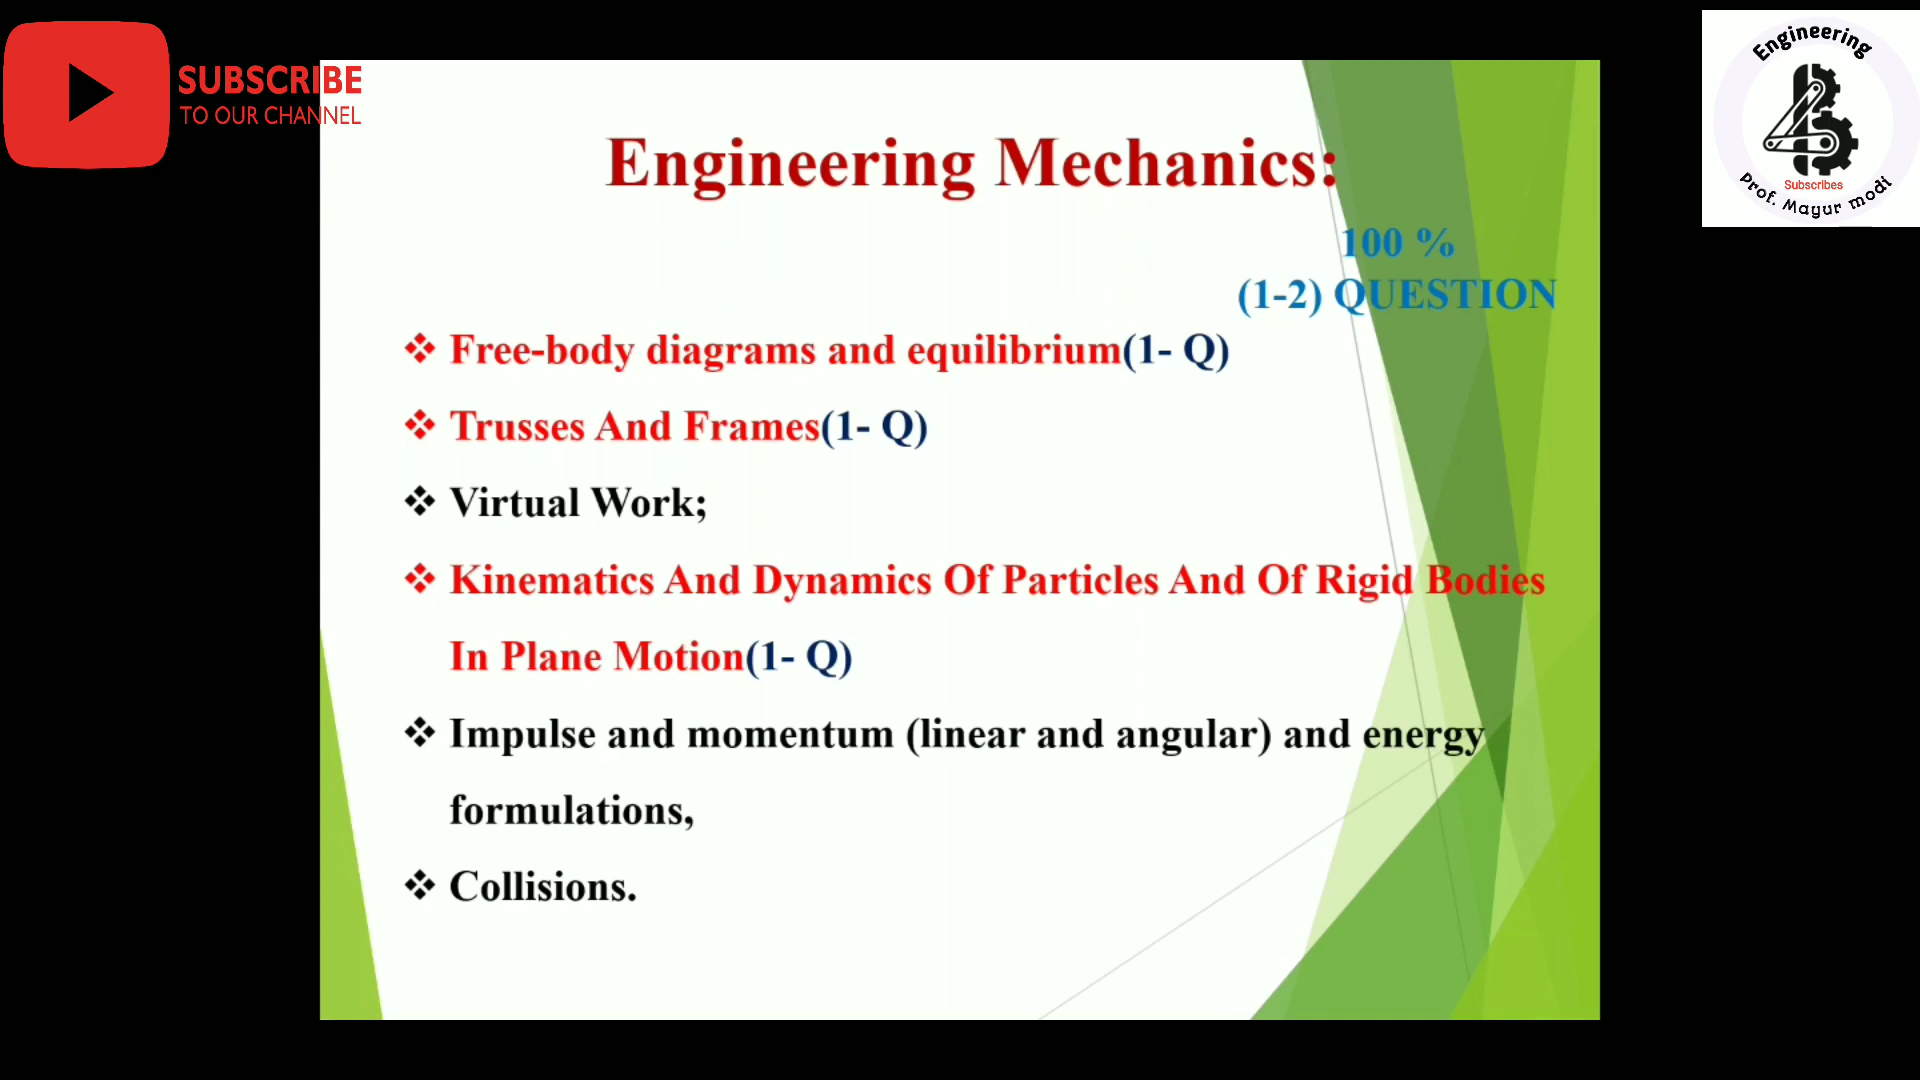 SUBSCRIBE
TO OUR CHANNEL
Engineering
Subscribes
Prof. Mayur modi
Engineering Mechanics:
100 %
(1-2) QUESTION
❖ Free-body diagrams and equilibrium(1- Q)
❖ Trusses And Frames(1- Q)
❖ Virtual Work;
❖ Kinematics And Dynamics Of Particles And Of Rigid Bodies
In Plane Motion(1- Q)
❖ Impulse and momentum (linear and angular) and energy
formulations,
❖ Collisions.